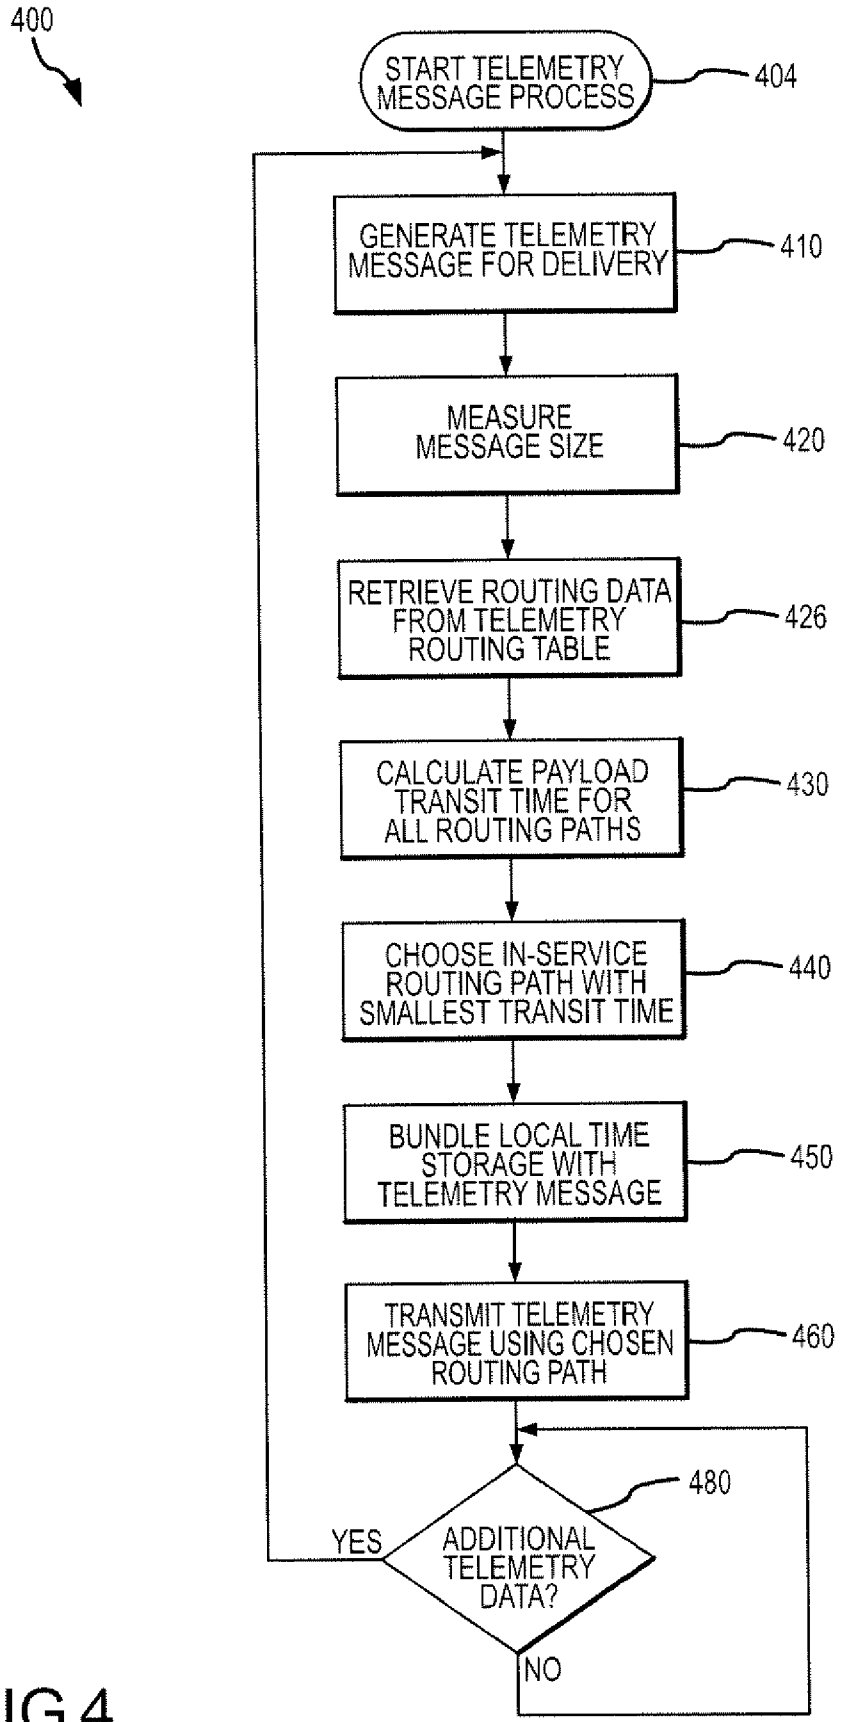 400
START TELEMETRY
MESSAGE PROCESS
404
GENERATE TELEMETRY
MESSAGE FOR DELIVERY
410
MEASURE
MESSAGE SIZE
420
RETRIEVE ROUTING DATA
FROM TELEMETRY
ROUTING TABLE
426
CALCULATE PAYLOAD
TRANSIT TIME FOR
ALL ROUTING PATHS
430
CHOOSE IN-SERVICE
ROUTING PATH WITH
SMALLEST TRANSIT TIME
440
BUNDLE LOCAL TIME
STORAGE WITH
TELEMETRY MESSAGE
450
TRANSMIT TELEMETRY
MESSAGE USING CHOSEN
ROUTING PATH
460
480
YES
ADDITIONAL
TELEMETRY
DATA?
NO
IG.4